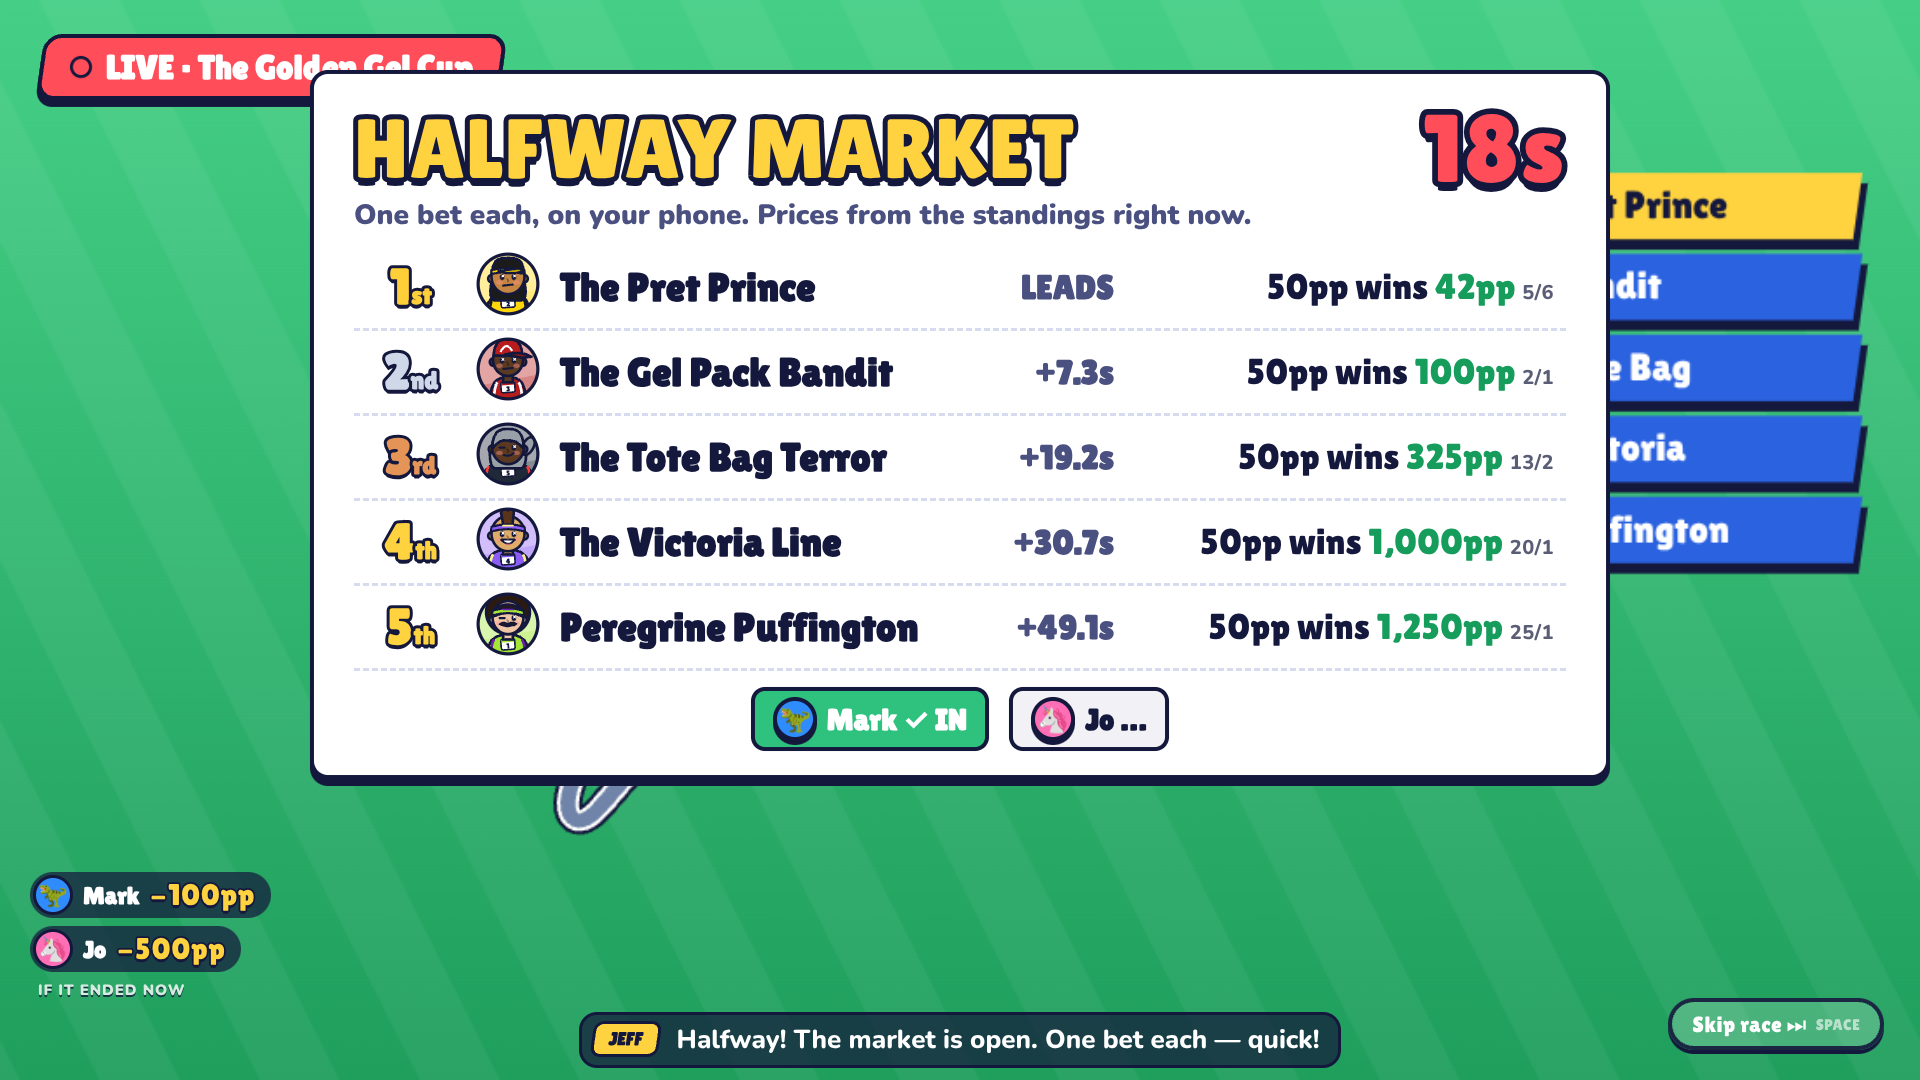 LIVE · The Golden Gel Cup
HALFWAY MARKET
18s
One bet each, on your phone. Prices from the standings right now.
1st The Pret Prince LEADS 50pp wins 42pp 5/6
2nd The Gel Pack Bandit +7.3s 50pp wins 100pp 2/1
3rd The Tote Bag Terror +19.2s 50pp wins 325pp 13/2
4th The Victoria Line +30.7s 50pp wins 1,000pp 20/1
5th Peregrine Puffington +49.1s 50pp wins 1,250pp 25/1
Mark ✓ IN
Jo ...
Prince
Bag
Mark –100pp
Jo –500pp
IF IT ENDED NOW
JEFF Halfway! The market is open. One bet each — quick!
Skip race ⏭ SPACE